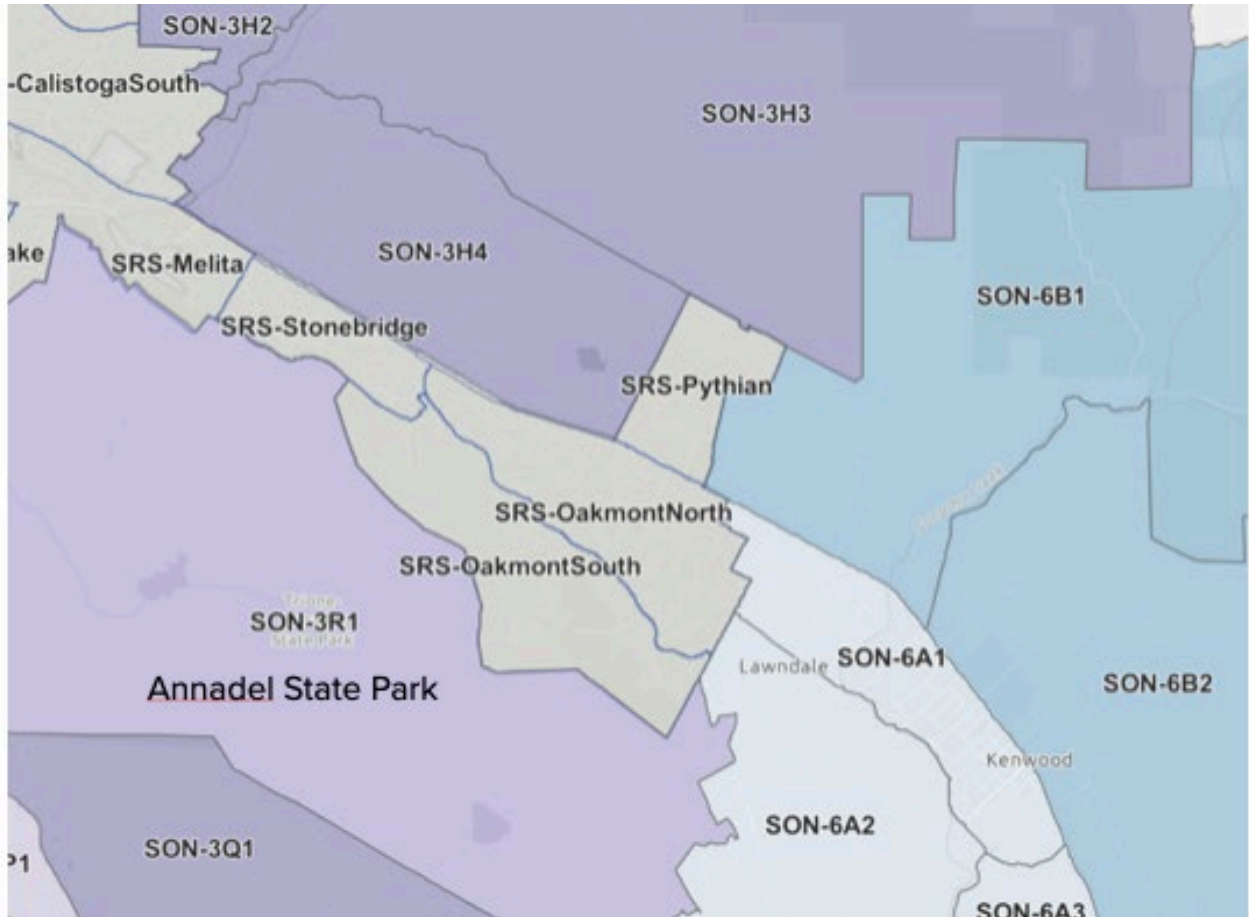 SON-3H2
-CalistogaSouth
SON-3H3
SON-3H4
ake
SRS-Melita
SON-6B1
SRS-Stonebridge
SRS-Pythian
SRS-OakmontNorth
SRS-OakmontSouth
SON-3R1
State Park
Annadel State Park
Lawndale
SON-6A1
SON-6B2
Kenwood
SON-6A2
SON-3Q1
P1
SON-6A3